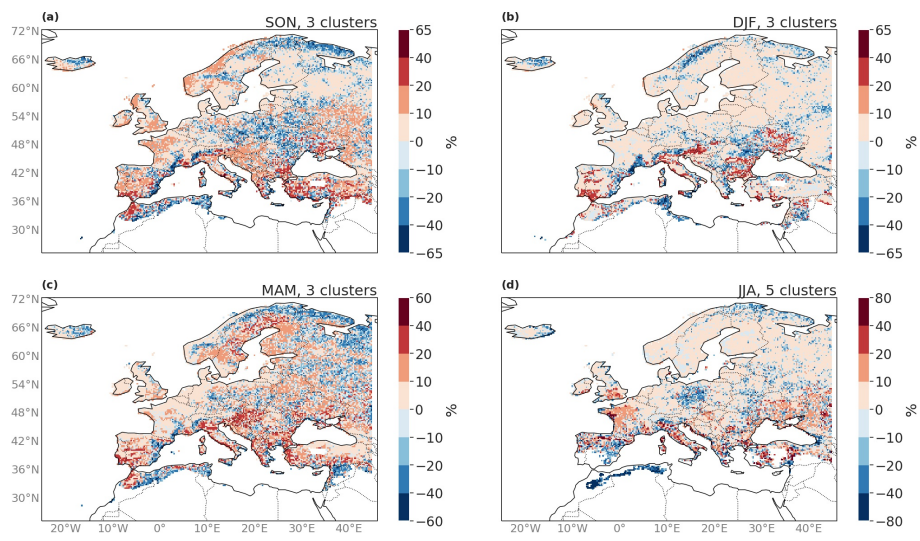 (a) SON, 3 clusters
72°N
66°N
60°N
54°N
48°N
42°N
36°N
30°N
65
40
20
10
0
−10
−20
−40
−65
%
(b) DJF, 3 clusters
65
40
20
10
0
−10
−20
−40
−65
%
(c) MAM, 3 clusters
72°N
66°N
60°N
54°N
48°N
42°N
36°N
30°N
20°W 10°W 0° 10°E 20°E 30°E 40°E
60
40
20
10
0
−10
−20
−40
−60
%
(d) JJA, 5 clusters
20°W 10°W 0° 10°E 20°E 30°E 40°E
80
40
20
10
0
−10
−20
−40
−80
%